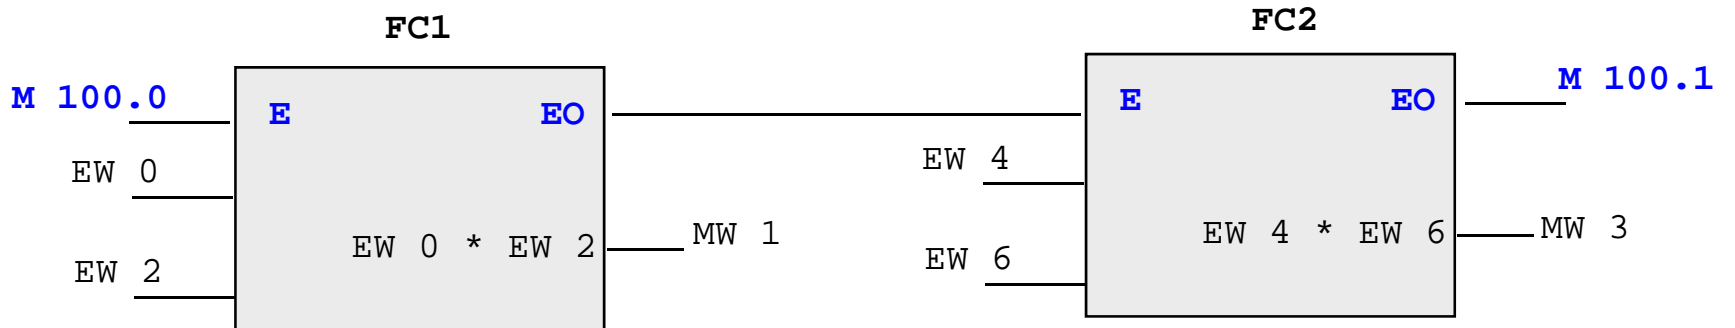 FC1
FC2
M 100.0
E
EO
E
EO
M 100.1
EW 0
EW 4
EW 0 * EW 2
MW 1
EW 4 * EW 6
MW 3
EW 2
EW 6